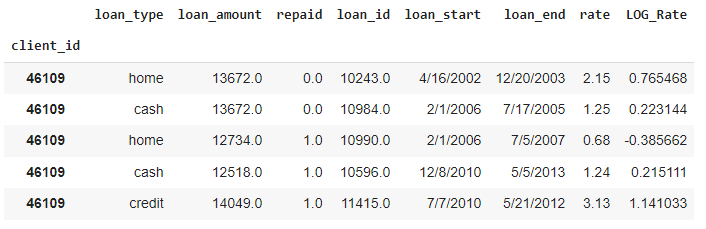 loan_type loan_amount repaid loan_id loan_start loan_end rate LOG_Rate
client_id
46109 home 13672.0 0.0 10243.0 4/16/2002 12/20/2003 2.15 0.765468
46109 cash 13672.0 0.0 10984.0 2/1/2006 7/17/2005 1.25 0.223144
46109 home 12734.0 1.0 10990.0 2/1/2006 7/5/2007 0.68 -0.385662
46109 cash 12518.0 1.0 10596.0 12/8/2010 5/5/2013 1.24 0.215111
46109 credit 14049.0 1.0 11415.0 7/7/2010 5/21/2012 3.13 1.141033